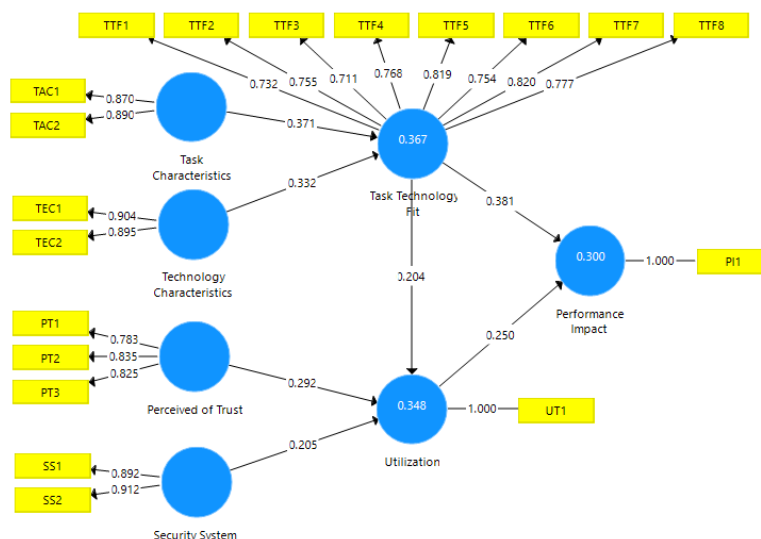 TTF1 TTF2 TTF3 TTF4 TTF5 TTF6 TTF7 TTF8
0.732 0.755 0.711 0.768 0.819 0.754 0.820 0.777
TAC1
TAC2
0.870
0.890
Task
Characteristics
0.371
0.367
Task Technology
Fit
TEC1
TEC2
0.904
0.895
Technology
Characteristics
0.332
0.381
0.204
0.300
Performance
Impact
1.000
PI1
PT1
PT2
PT3
0.783
0.835
0.825
Perceived of Trust
0.292
0.250
0.348
Utilization
1.000
UT1
SS1
SS2
0.892
0.912
Security System
0.205